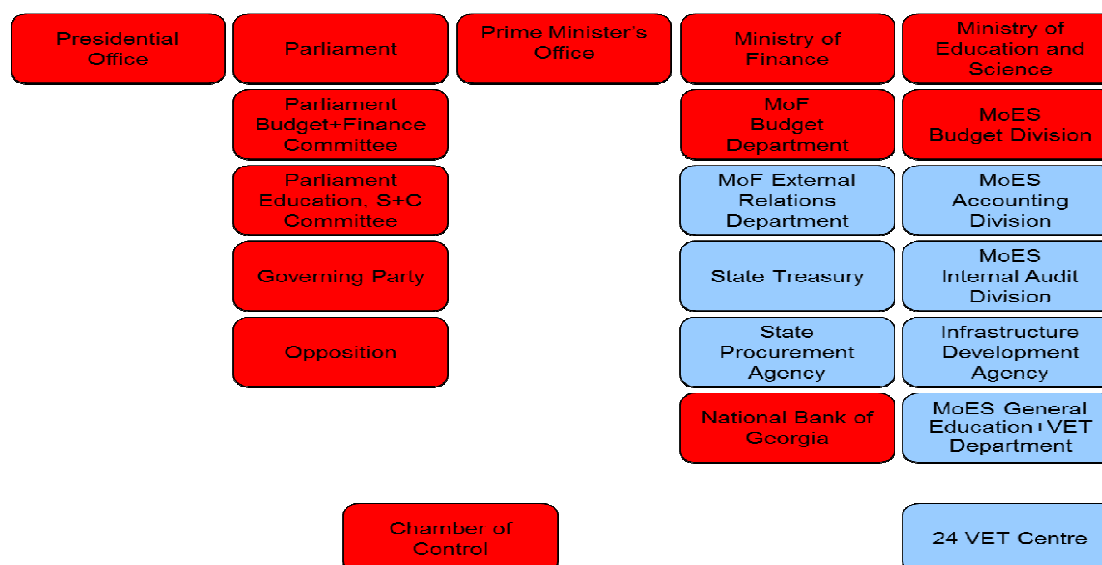 Presidential
Office
Parliament
Prime Minister's
Office
Ministry of
Finance
Ministry of
Education and
Science
Parliament
Budget+Finance
Committee
MoF
Budget
Department
MoES
Budget Division
Parliament
Education, S+C
Committee
MoF External
Relations
Department
MoES
Accounting
Division
Governing Party
State Treasury
MoES
Internal Audit
Division
Opposition
State
Procurement
Agency
Infrastructure
Development
Agency
National Bank of
Georgia
MoES General
Education+VET
Department
Chamber of
Control
24 VET Centre